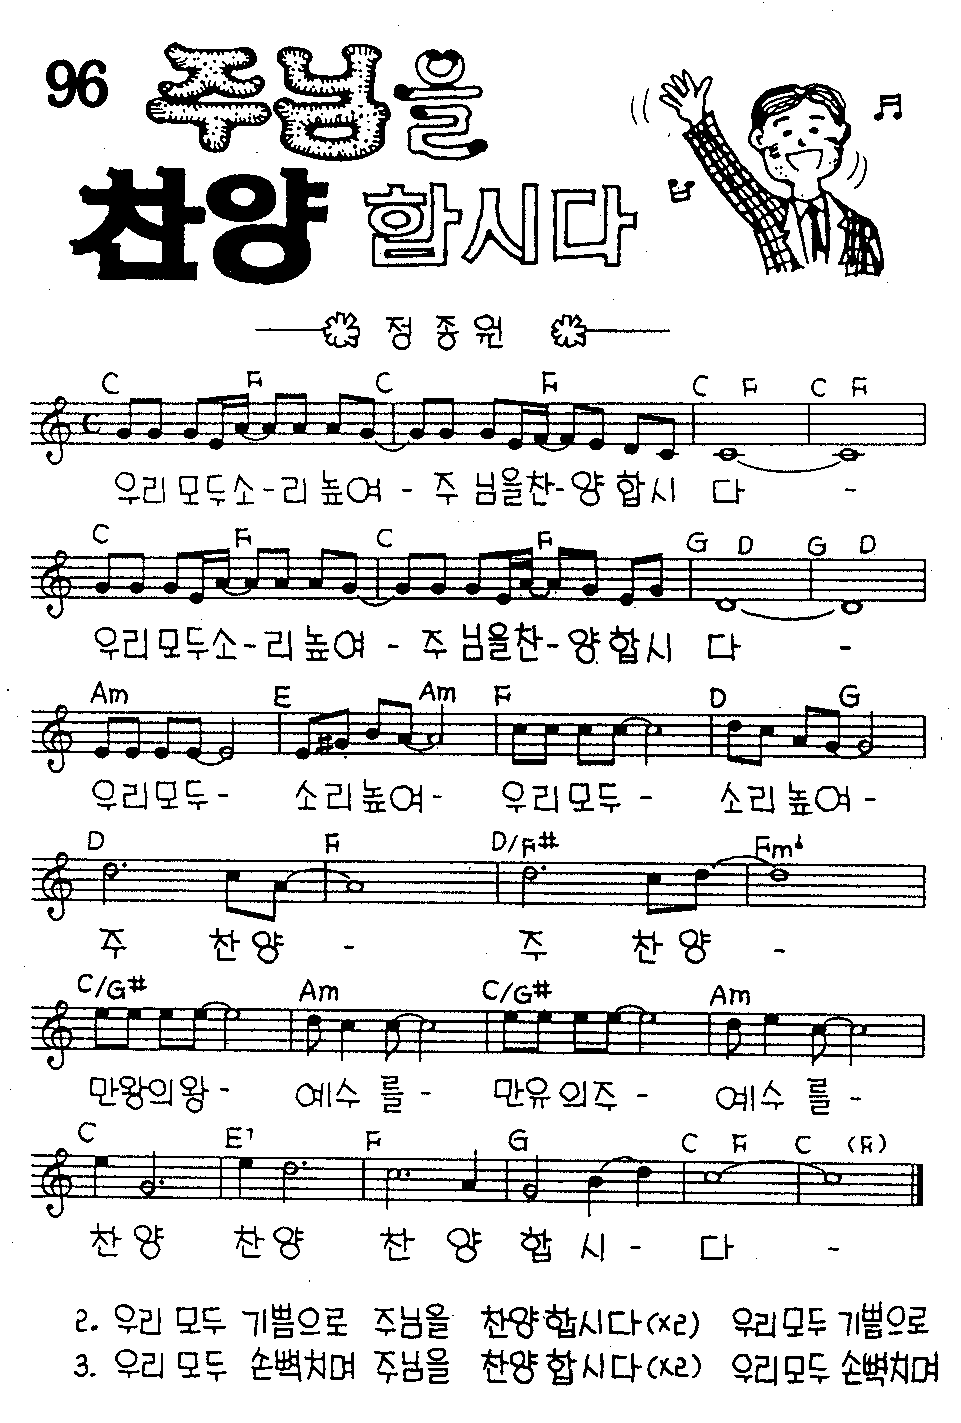 96 주님을
찬양 합시다
정종원
C F C F C F C F
우리 모두소-리 높여 - 주 님을찬-양 합시 다 -
C F C F G D G D
우리 모두소-리 높여 - 주 님을찬-양 합시 다 -
Am E Am F D G
우리모두- 소리높여- 우리모두 - 소리높여-
D F D/F# Fm6
주 찬양 - 주 찬양 -
C/G# Am C/G# Am
만왕의왕- 예수 를- 만유의주 - 예수 를-
C E7 F G C F C (F)
찬 양 찬양 찬 양 합 시 - 다 -
2. 우리 모두 기쁨으로 주님을 찬양합시다(x2) 우리모두 기쁨으로
3. 우리 모두 손뼉치며 주님을 찬양합시다(x2) 우리모두 손뼉치며